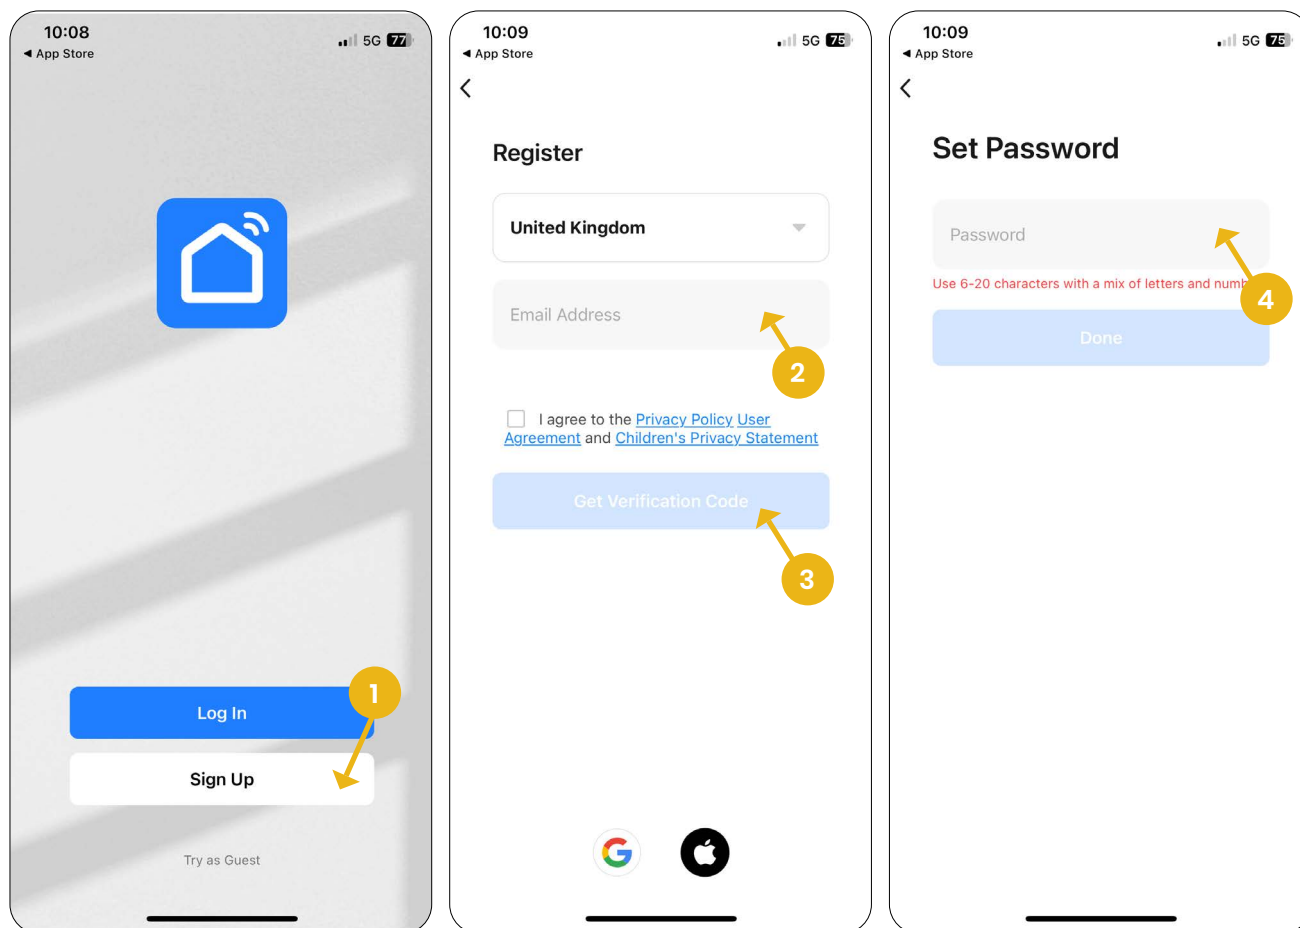 10:08
5G 77
◀ App Store
1
Log In
Sign Up
Try as Guest
10:09
5G 75
◀ App Store
Register
United Kingdom
Email Address
2
I agree to the Privacy Policy User
Agreement and Children's Privacy Statement
Get Verification Code
3
10:09
5G 75
◀ App Store
Set Password
Password
Use 6-20 characters with a mix of letters and
4
Done